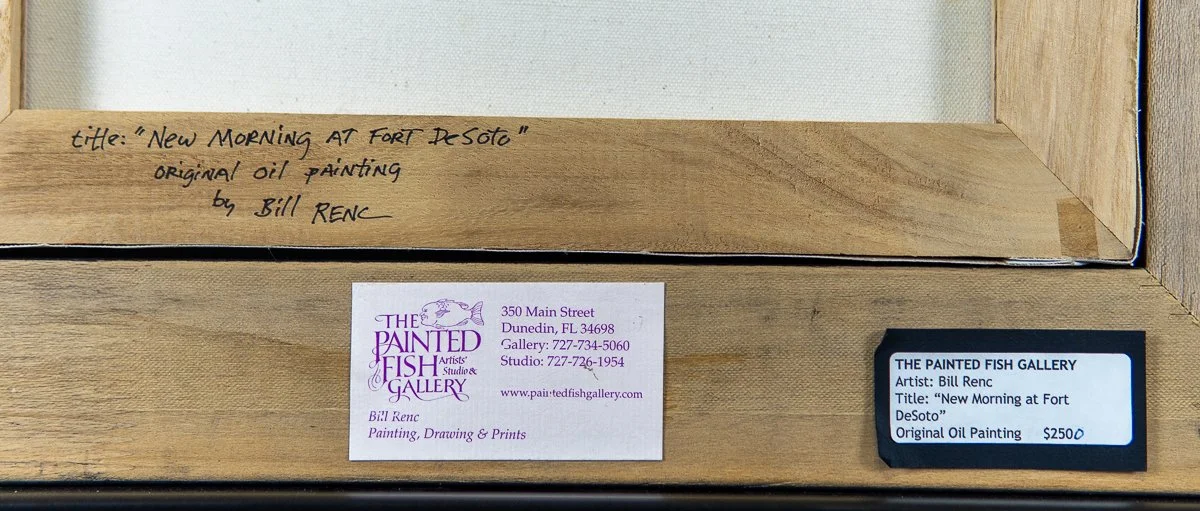 title: "New MORNING AT FORT DeSoto"
original oil painting
by Bill RENC
THE
PAINTED
FISH Artists'
Studio &
GALLERY
350 Main Street
Dunedin, FL 34698
Gallery: 727-734-5060
Studio: 727-726-1954
www.paintedfishgallery.com
Bill Renc
Painting, Drawing & Prints
THE PAINTED FISH GALLERY
Artist: Bill Renc
Title: “New Morning at Fort
DeSoto”
Original Oil Painting $2500